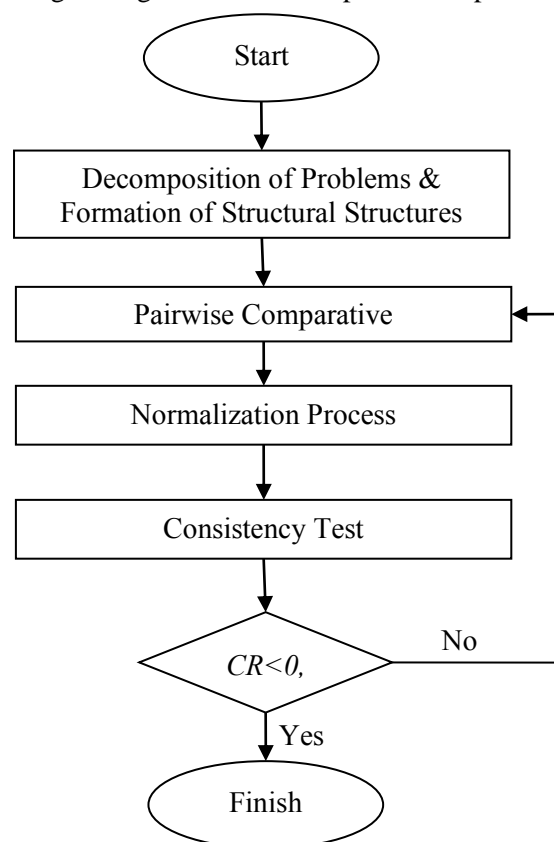 Start
Decomposition of Problems &
Formation of Structural Structures
Pairwise Comparative
Normalization Process
Consistency Test
CR<0,
No
Yes
Finish